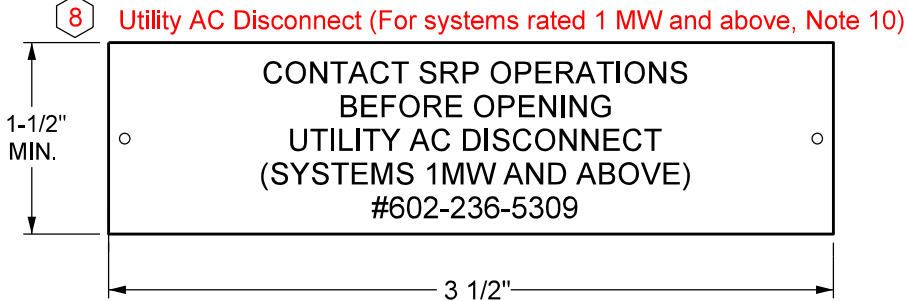 8 Utility AC Disconnect (For systems rated 1 MW and above, Note 10)
CONTACT SRP OPERATIONS
BEFORE OPENING
UTILITY AC DISCONNECT
(SYSTEMS 1MW AND ABOVE)
#602-236-5309
1-1/2"
MIN.
3 1/2"